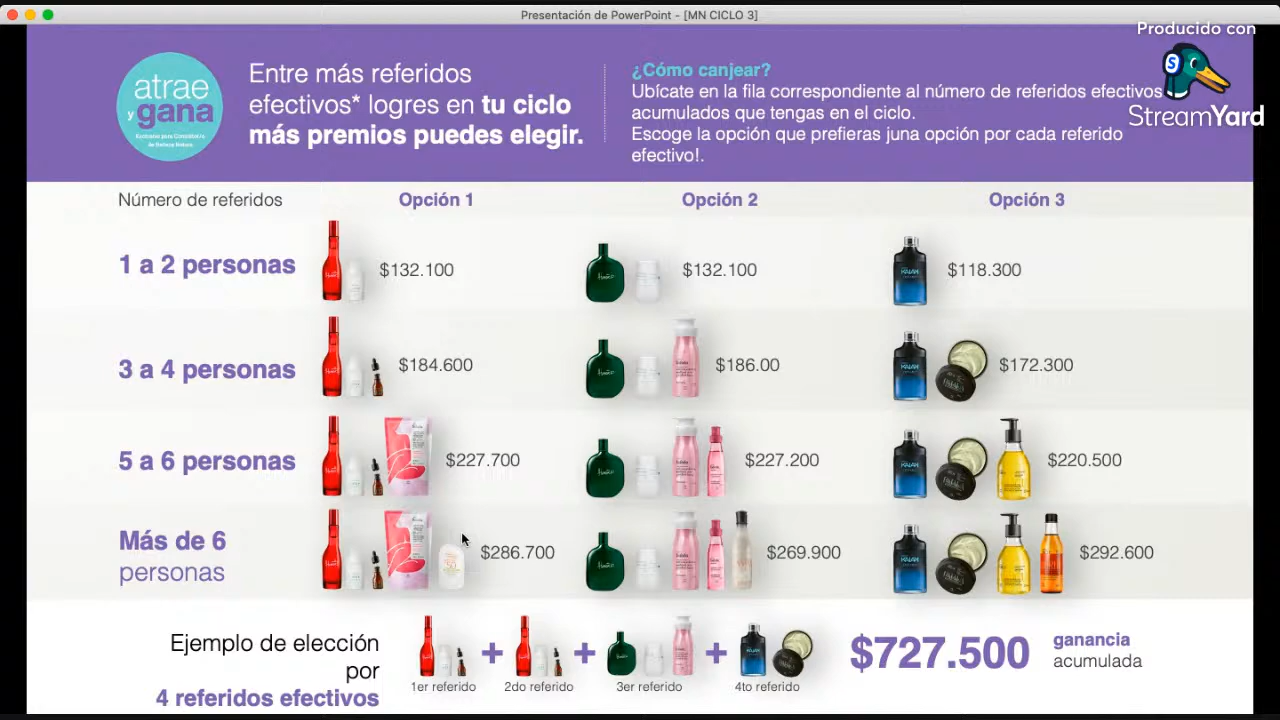 Presentación de PowerPoint - [MN CICLO 3]
Producido con
StreamYard
atrae
y gana
Entre más referidos
efectivos* logres en tu ciclo
más premios puedes elegir.
¿Cómo canjear?
Ubícate en la fila correspondiente al número de referidos efectivos
acumulados que tengas en el ciclo.
Escoge la opción que prefieras juna opción por cada referido
efectivo!.
Número de referidos
Opción 1
Opción 2
Opción 3
1 a 2 personas
$132.100
$132.100
$118.300
3 a 4 personas
$184.600
$186.00
$172.300
5 a 6 personas
$227.700
$227.200
$220.500
Más de 6
personas
$286.700
$269.900
$292.600
Ejemplo de elección
por
4 referidos efectivos
1er referido
2do referido
3er referido
4to referido
$727.500
ganancia
acumulada